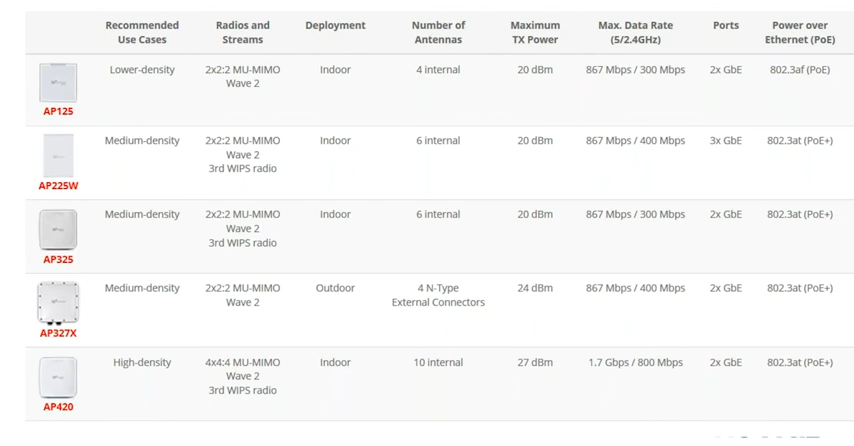 Recommended Use Cases Radios and Streams Deployment Number of Antennas Maximum TX Power Max. Data Rate (5/2.4GHz) Ports Power over Ethernet (PoE)
AP125 Lower-density 2x2:2 MU-MIMO Wave 2 Indoor 4 internal 20 dBm 867 Mbps / 300 Mbps 2x GbE 802.3af (PoE)
AP225W Medium-density 2x2:2 MU-MIMO Wave 2 3rd WIPS radio Indoor 6 internal 20 dBm 867 Mbps / 400 Mbps 3x GbE 802.3at (PoE+)
AP325 Medium-density 2x2:2 MU-MIMO Wave 2 3rd WIPS radio Indoor 6 internal 20 dBm 867 Mbps / 300 Mbps 2x GbE 802.3at (PoE+)
AP327X Medium-density 2x2:2 MU-MIMO Wave 2 Outdoor 4 N-Type External Connectors 24 dBm 867 Mbps / 400 Mbps 2x GbE 802.3at (PoE+)
AP420 High-density 4x4:4 MU-MIMO Wave 2 3rd WIPS radio Indoor 10 internal 27 dBm 1.7 Gbps / 800 Mbps 2x GbE 802.3at (PoE+)